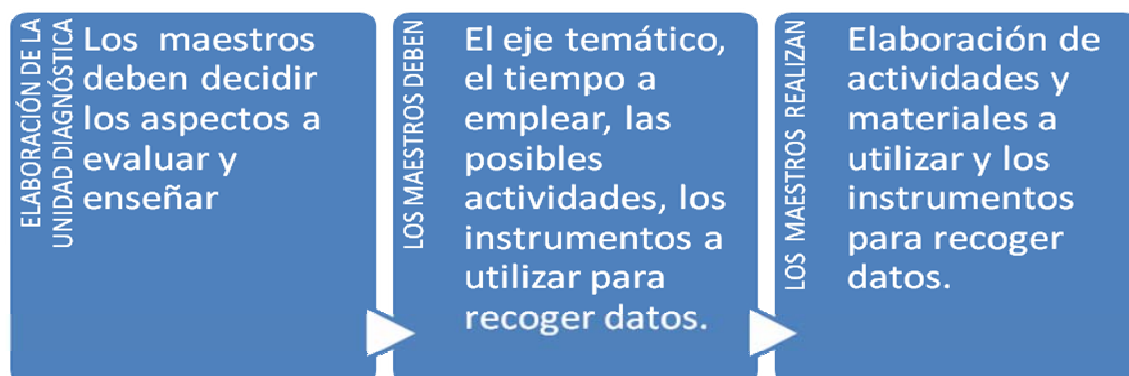 ELABORACIÓN DE LA
UNIDAD DIAGNÓSTICA
Los maestros
deben decidir
los aspectos a
evaluar y
enseñar
LOS MAESTROS DEBEN
El eje temático,
el tiempo a
emplear, las
posibles
actividades, los
instrumentos a
utilizar para
recoger datos.
LOS MAESTROS REALIZAN
Elaboración de
actividades y
materiales a
utilizar y los
instrumentos
para recoger
datos.